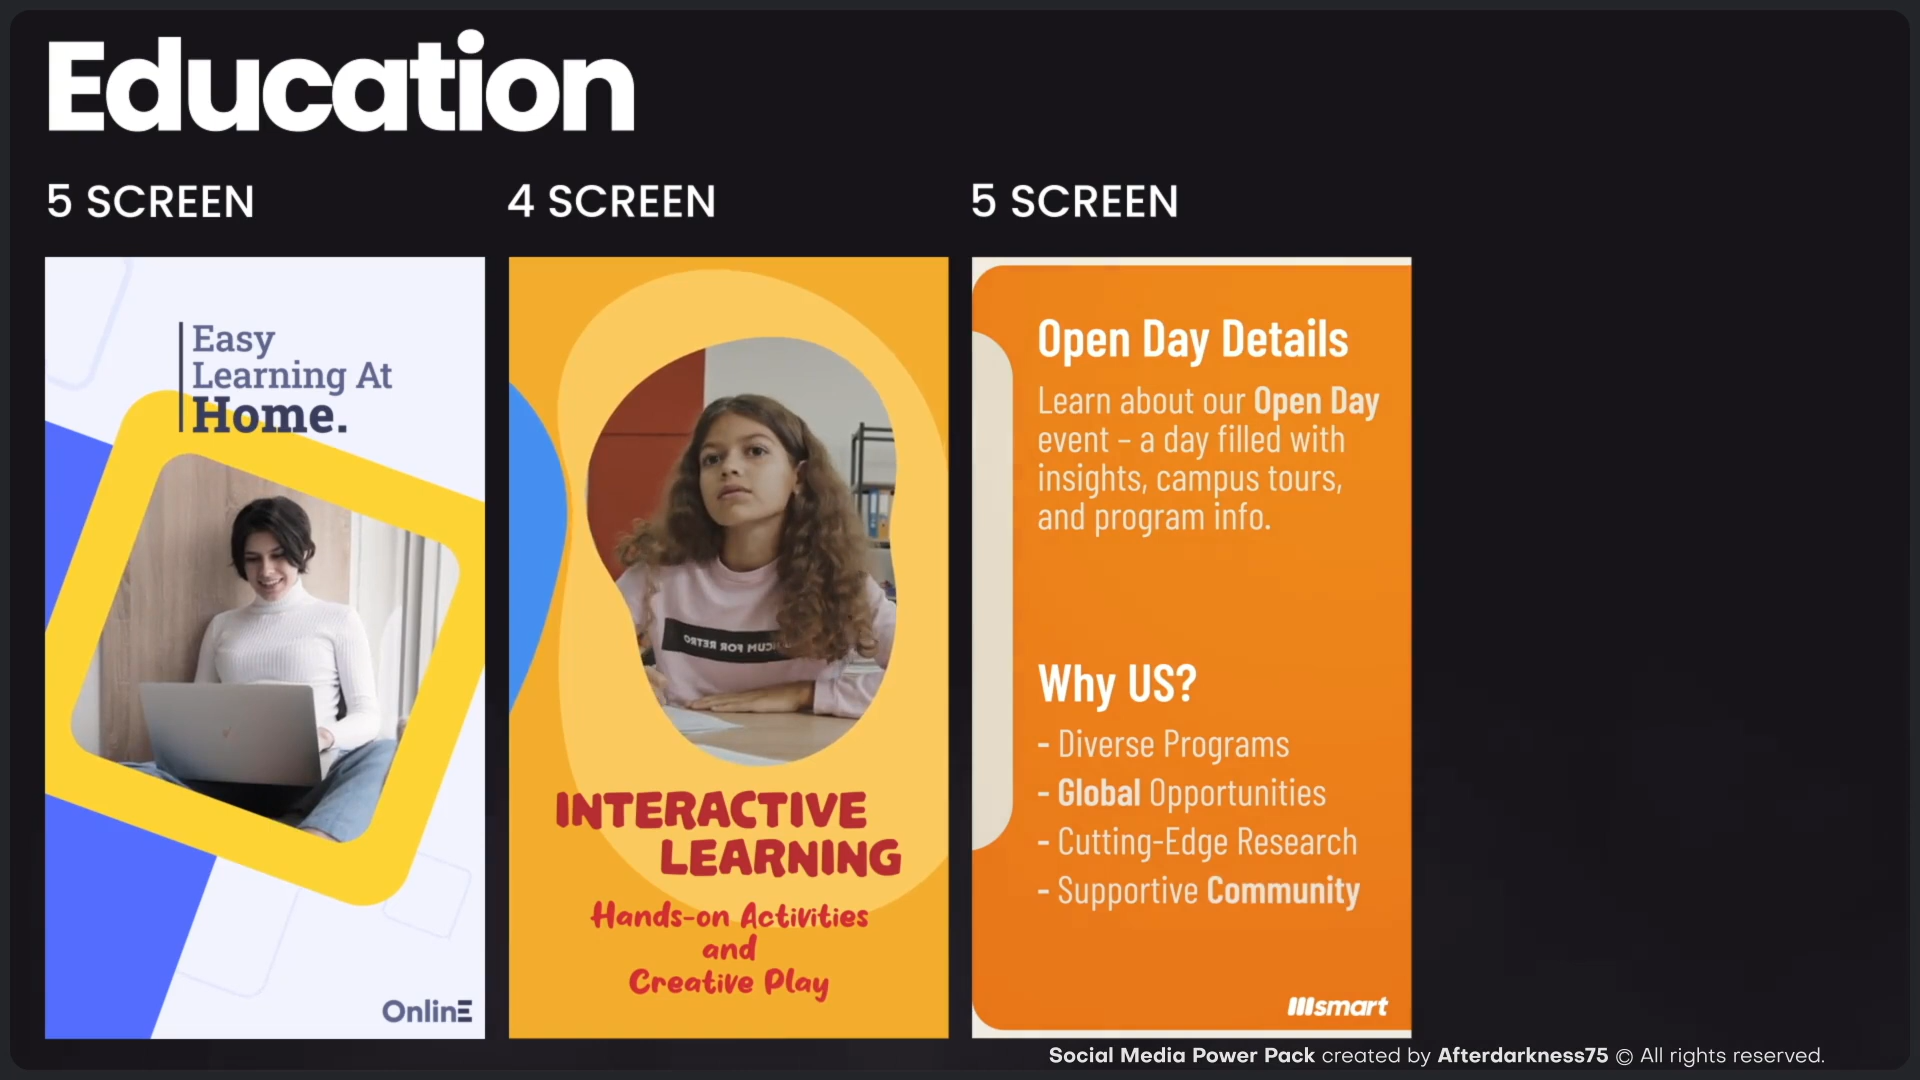 Education
5 SCREEN
4 SCREEN
5 SCREEN
Easy
Learning At
Home.
OnlinE
INTERACTIVE
LEARNING
Hands-on Activities
and
Creative Play
Open Day Details
Learn about our Open Day
event – a day filled with
insights, campus tours,
and program info.
Why US?
- Diverse Programs
- Global Opportunities
- Cutting-Edge Research
- Supportive Community
smart
Social Media Power Pack created by Afterdarkness75 © All rights reserved.